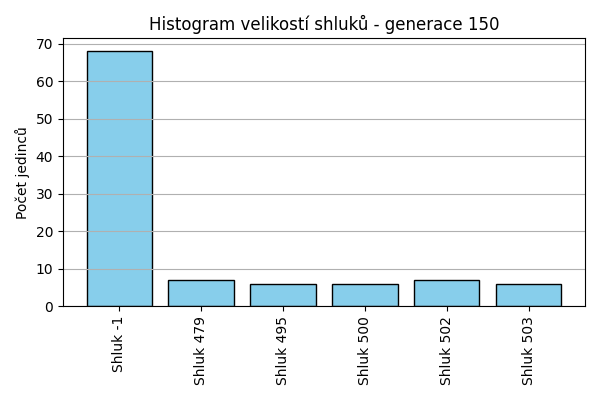 Histogram velikostí shluků - generace 150
Počet jedinců
70
60
50
40
30
20
10
0
Shluk -1
Shluk 479
Shluk 495
Shluk 500
Shluk 502
Shluk 503